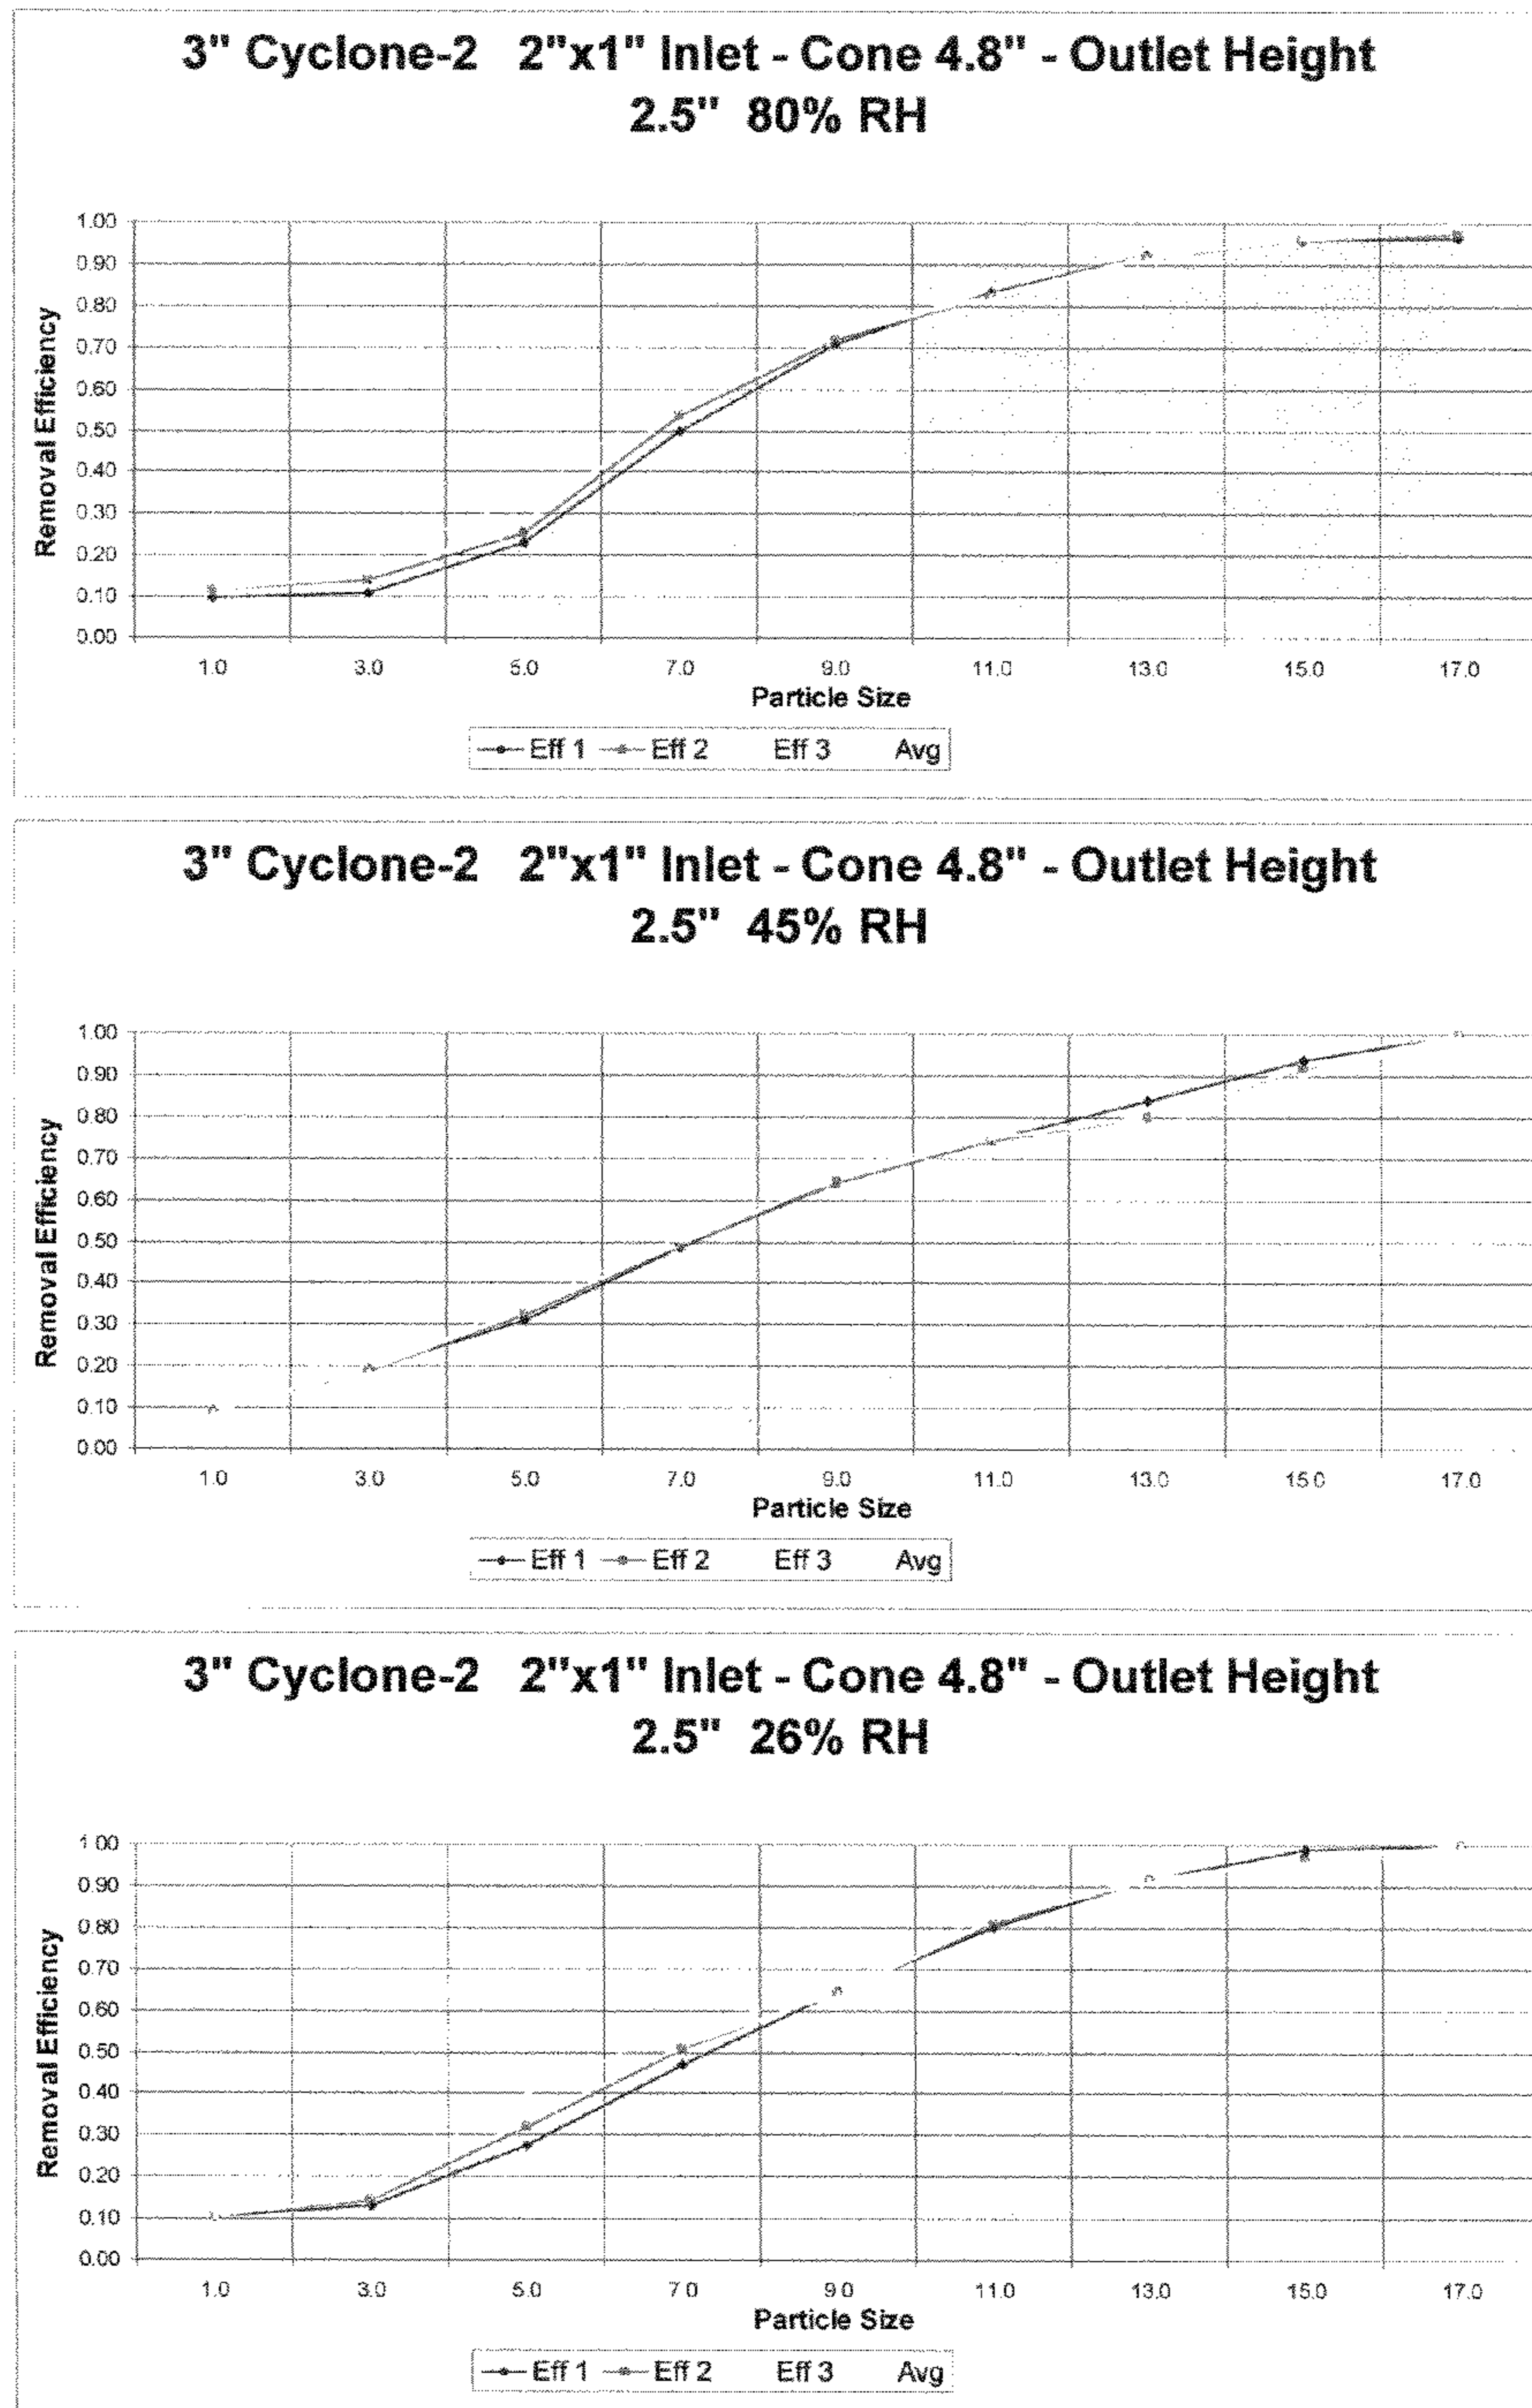 3" Cyclone-2 2"x1" Inlet - Cone 4.8" - Outlet Height
2.5" 80% RH
1.00
0.90
0.80
0.70
0.60
0.50
0.40
0.30
0.20
0.10
0.00
Removal Efficiency
1.0 3.0 5.0 7.0 9.0 11.0 13.0 15.0 17.0
Particle Size
Eff 1 Eff 2 Eff 3 Avg
3" Cyclone-2 2"x1" Inlet - Cone 4.8" - Outlet Height
2.5" 45% RH
1.00
0.90
0.80
0.70
0.60
0.50
0.40
0.30
0.20
0.10
0.00
Removal Efficiency
1.0 3.0 5.0 7.0 9.0 11.0 13.0 15.0 17.0
Particle Size
Eff 1 Eff 2 Eff 3 Avg
3" Cyclone-2 2"x1" Inlet - Cone 4.8" - Outlet Height
2.5" 26% RH
1.00
0.90
0.80
0.70
0.60
0.50
0.40
0.30
0.20
0.10
0.00
Removal Efficiency
1.0 3.0 5.0 7.0 9.0 11.0 13.0 15.0 17.0
Particle Size
Eff 1 Eff 2 Eff 3 Avg